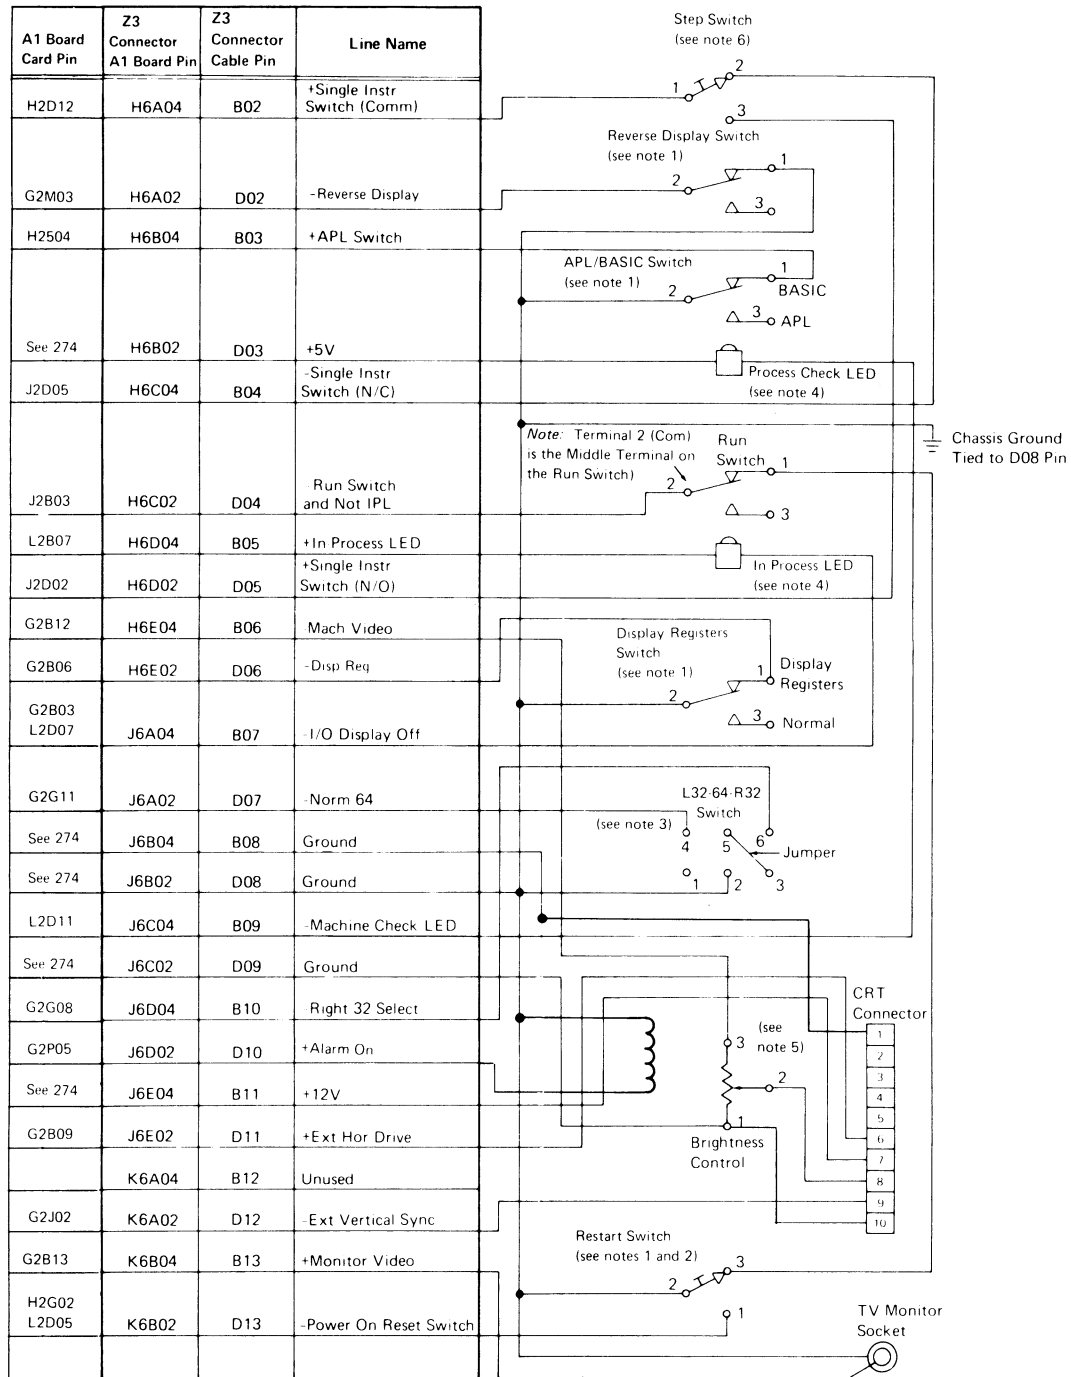 A1 Board Card Pin | Z3 Connector A1 Board Pin | Z3 Connector Cable Pin | Line Name
H2D12 | H6A04 | B02 | +Single Instr Switch (Comm)
G2M03 | H6A02 | D02 | -Reverse Display
H2504 | H6B04 | B03 | +APL Switch
See 274 | H6B02 | D03 | +5V
J2D05 | H6C04 | B04 | -Single Instr Switch (N/C)
J2B03 | H6C02 | D04 | Run Switch and Not IPL
L2B07 | H6D04 | B05 | +In Process LED
J2D02 | H6D02 | D05 | +Single Instr Switch (N/O)
G2B12 | H6E04 | B06 | Mach Video
G2B06 | H6E02 | D06 | -Disp Reg
G2B03 L2D07 | J6A04 | B07 | -I/O Display Off
G2G11 | J6A02 | D07 | -Norm 64
See 274 | J6B04 | B08 | Ground
See 274 | J6B02 | D08 | Ground
L2D11 | J6C04 | B09 | -Machine Check LED
See 274 | J6C02 | D09 | Ground
G2G08 | J6D04 | B10 | -Right 32 Select
G2P05 | J6D02 | D10 | +Alarm On
See 274 | J6E04 | B11 | +12V
G2B09 | J6E02 | D11 | +Ext Hor Drive
K6A04 | B12 | Unused
G2J02 | K6A02 | D12 | -Ext Vertical Sync
G2B13 | K6B04 | B13 | +Monitor Video
H2G02 L2D05 | K6B02 | D13 | -Power On Reset Switch
Step Switch
(see note 6)
1
2
3
Reverse Display Switch
(see note 1)
1
2
3
APL/BASIC Switch
(see note 1)
1
BASIC
2
3
APL
Process Check LED
(see note 4)
Chassis Ground
Tied to D08 Pin
Note: Terminal 2 (Com)
is the Middle Terminal on
the Run Switch)
Run
Switch
1
2
3
In Process LED
(see note 4)
Display Registers
Switch
(see note 1)
1
Display
Registers
2
3
Normal
L32-64-R32
Switch
(see note 3)
4
5
6
Jumper
1
2
3
CRT
Connector
1
2
3
4
5
6
7
8
9
10
(see
note 5)
3
2
1
Brightness
Control
Restart Switch
(see notes 1 and 2)
3
2
1
TV Monitor
Socket